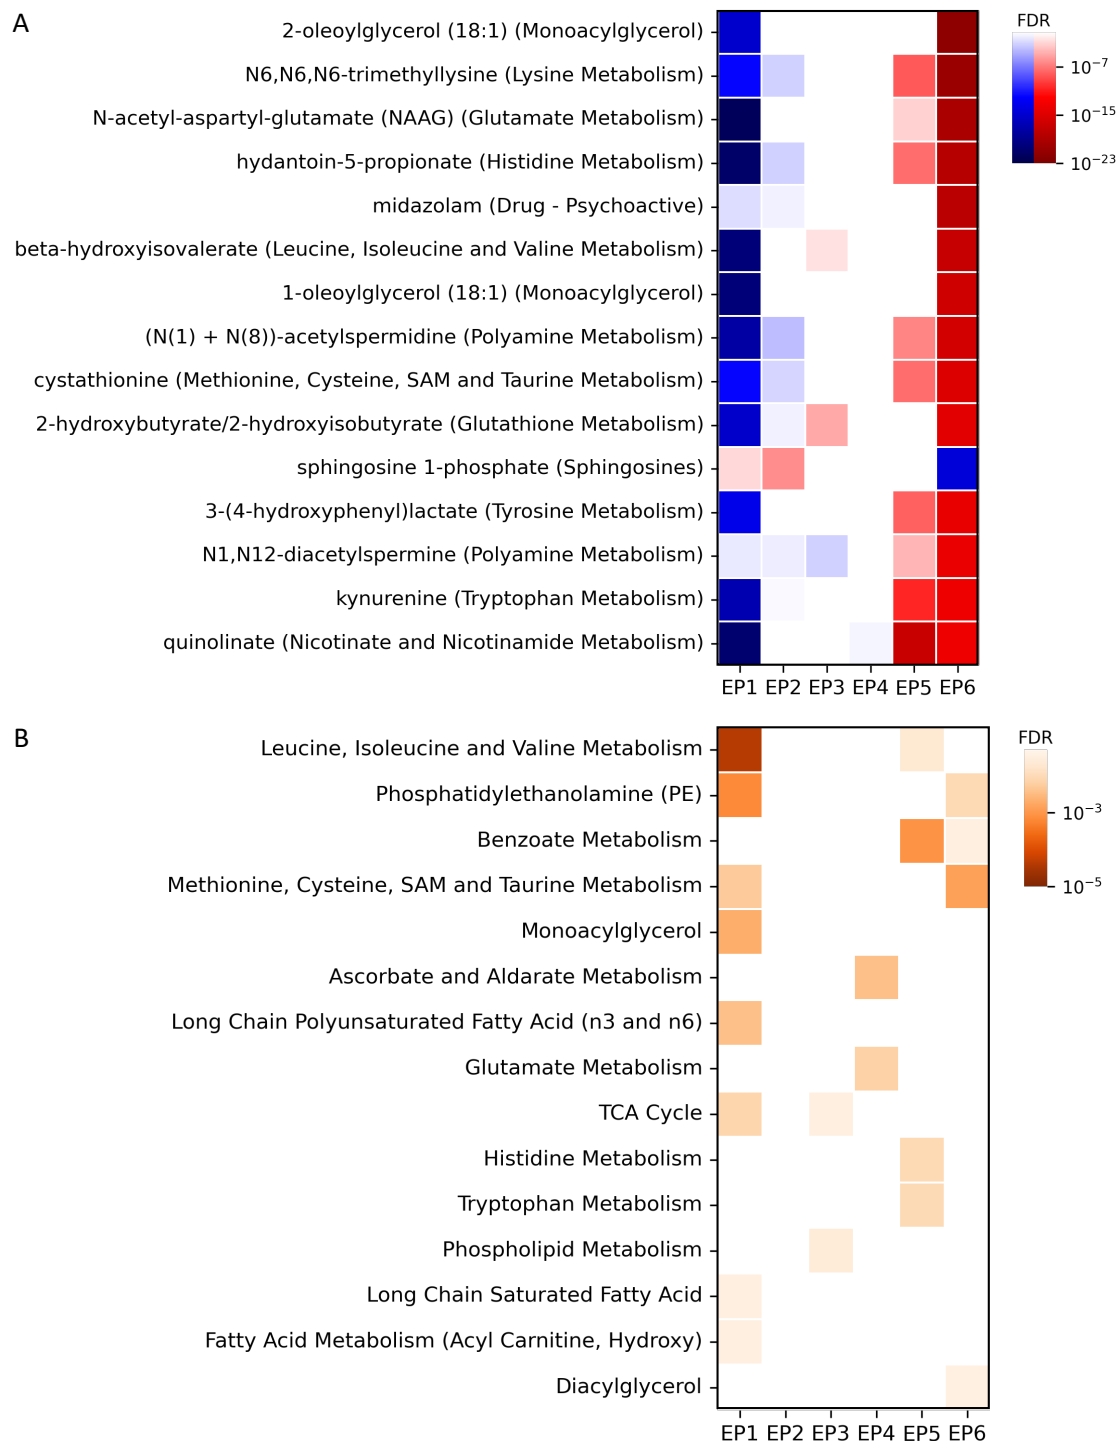 A
2-oleoylglycerol (18:1) (Monoacylglycerol)
N6,N6,N6-trimethyllysine (Lysine Metabolism)
N-acetyl-aspartyl-glutamate (NAAG) (Glutamate Metabolism)
hydantoin-5-propionate (Histidine Metabolism)
midazolam (Drug - Psychoactive)
beta-hydroxyisovalerate (Leucine, Isoleucine and Valine Metabolism)
1-oleoylglycerol (18:1) (Monoacylglycerol)
(N(1) + N(8))-acetylspermidine (Polyamine Metabolism)
cystathionine (Methionine, Cysteine, SAM and Taurine Metabolism)
2-hydroxybutyrate/2-hydroxyisobutyrate (Glutathione Metabolism)
sphingosine 1-phosphate (Sphingosines)
3-(4-hydroxyphenyl)lactate (Tyrosine Metabolism)
N1,N12-diacetylspermine (Polyamine Metabolism)
kynurenine (Tryptophan Metabolism)
quinolinate (Nicotinate and Nicotinamide Metabolism)
EP1 EP2 EP3 EP4 EP5 EP6
FDR
10⁻⁷
10⁻¹⁵
10⁻²³
B
Leucine, Isoleucine and Valine Metabolism
Phosphatidylethanolamine (PE)
Benzoate Metabolism
Methionine, Cysteine, SAM and Taurine Metabolism
Monoacylglycerol
Ascorbate and Aldarate Metabolism
Long Chain Polyunsaturated Fatty Acid (n3 and n6)
Glutamate Metabolism
TCA Cycle
Histidine Metabolism
Tryptophan Metabolism
Phospholipid Metabolism
Long Chain Saturated Fatty Acid
Fatty Acid Metabolism (Acyl Carnitine, Hydroxy)
Diacylglycerol
EP1 EP2 EP3 EP4 EP5 EP6
FDR
10⁻³
10⁻⁵